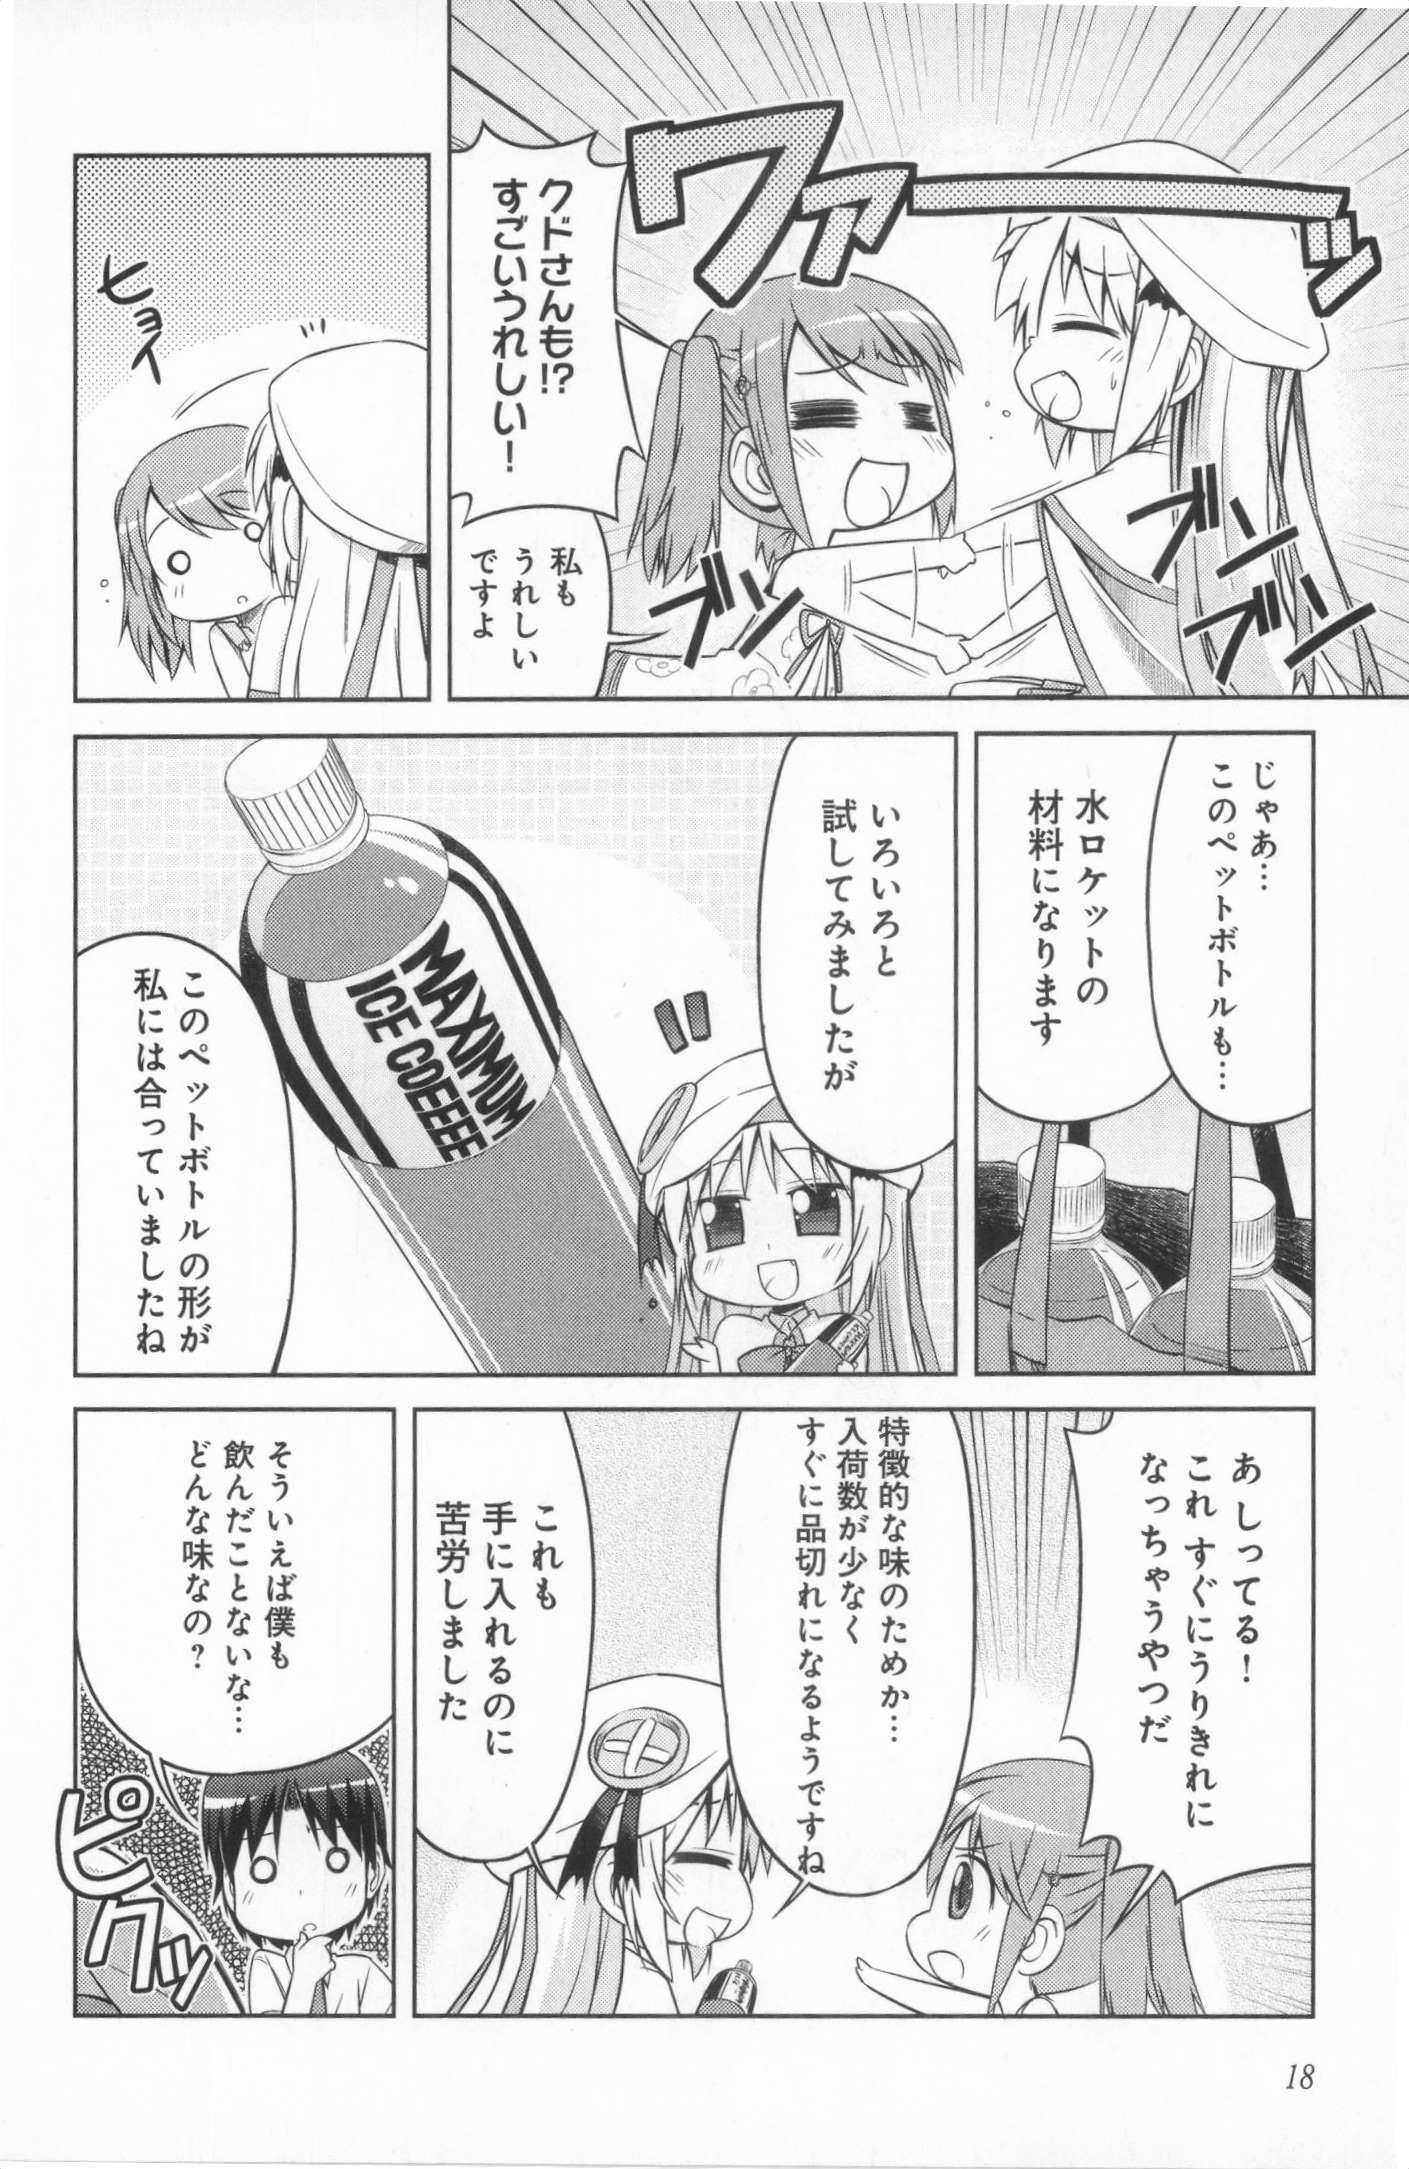 ワァーッ
クドさんも!?
すごいうれしい!
私も
うれしい
ですよ
ブン
ブン
ブン
ヒョイ
じゃあ…
このペットボトルも…
水ロケットの
材料になります
いろいろと
試してみましたが
MAXIMUM
ICE COEEEE
このペットボトルの形が
私には合っていましたね
あ しってる!
これ すぐにうりきれに
なっちゃうやつだ
特徴的な味のためか…
入荷数が少なく
すぐに品切れになるようですね
これも
手に入れるのに
苦労しました
そういえば僕も
飲んだことないな…
どんな味なの?
ピクッ
18